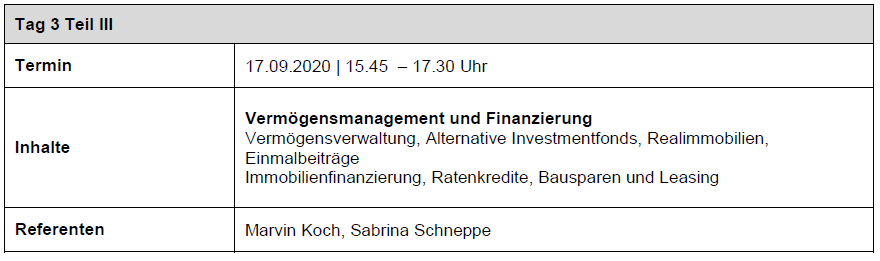 Tag 3 Teil III
Termin
17.09.2020 | 15.45 – 17.30 Uhr
Inhalte
Vermögensmanagement und Finanzierung
Vermögensverwaltung, Alternative Investmentfonds, Realimmobilien,
Einmalbeiträge
Immobilienfinanzierung, Ratenkredite, Bausparen und Leasing
Referenten
Marvin Koch, Sabrina Schneppe